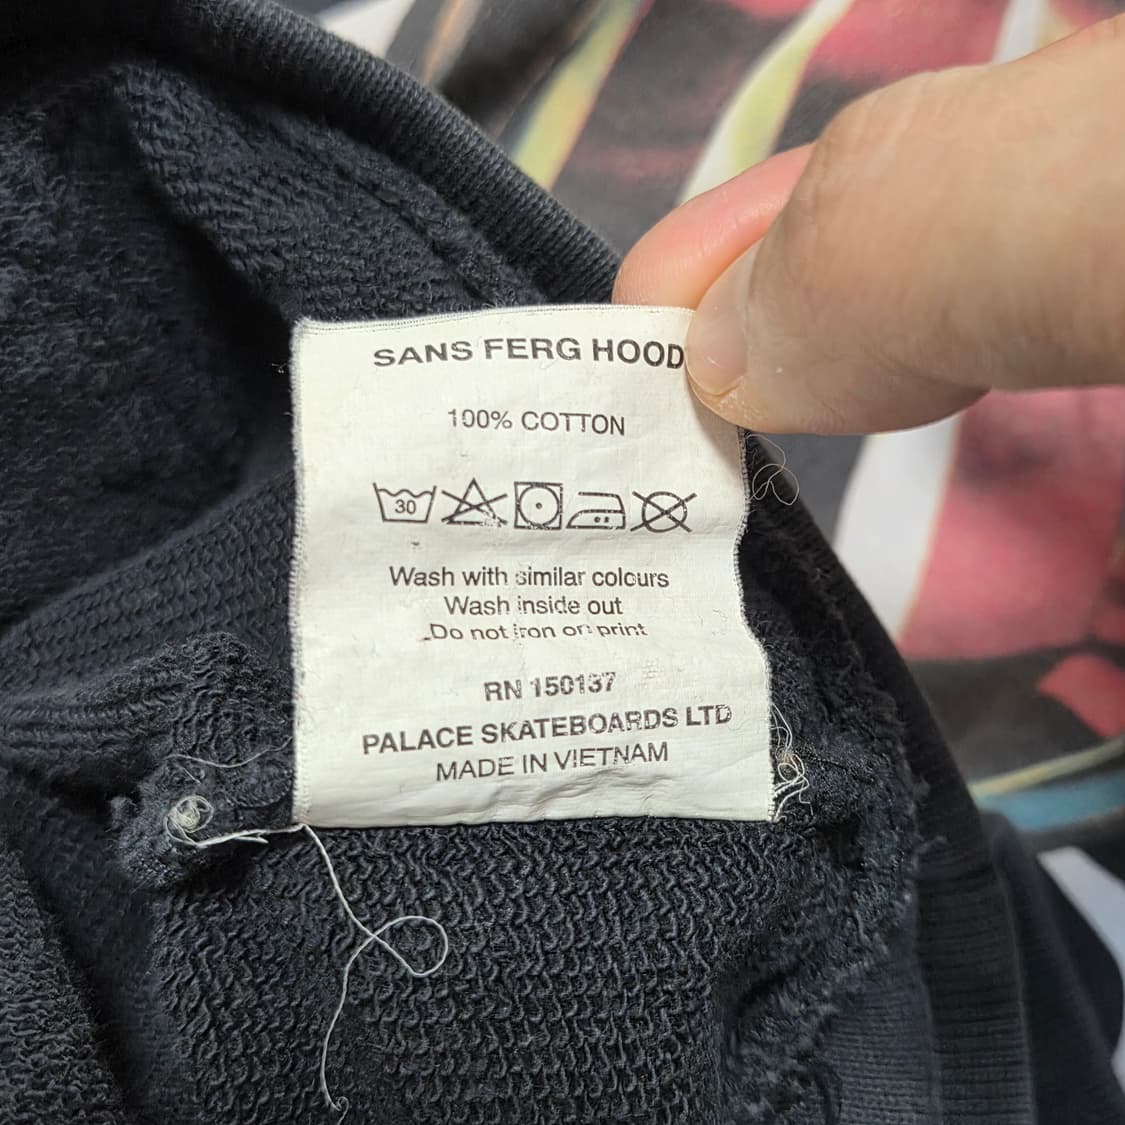 SANS FERG HOOD
100% COTTON
30
Wash with similar colours
Wash inside out
Do not iron on print
RN 150137
PALACE SKATEBOARDS LTD
MADE IN VIETNAM